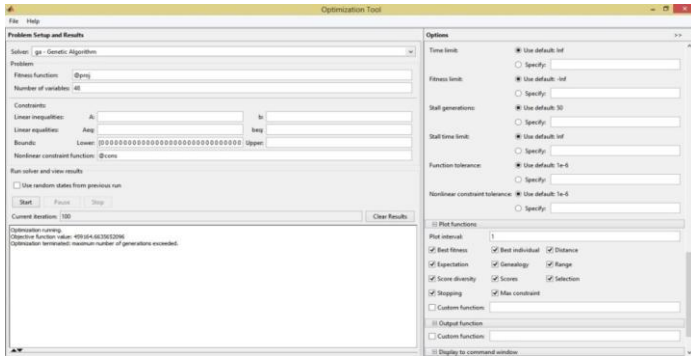 Optimization Tool
File Help
Problem Setup and Results
Solver: ga - Genetic Algorithm
Problem
Fitness function: @proj
Number of variables: 40
Constraints:
Linear inequalities: A: b:
Linear equalities: Aeq: beq:
Bounds: Lower: Upper:
Nonlinear constraint function: @cons
Run solver and view results
Use random states from previous run
Start Pause Stop
Current iteration: 100 Clear Results
Optimization running.
Objective function value:
Optimization terminated: maximum number of generations exceeded.
Options >>
Time limit: Use default: Inf
Specify:
Fitness limit: Use default: -Inf
Specify:
Stall generations: Use default: 50
Specify:
Stall time limit: Use default: Inf
Specify:
Function tolerance: Use default: 1e-6
Specify:
Nonlinear constraint tolerance: Use default: 1e-6
Specify:
Plot functions
Plot interval: 1
Best fitness Best individual Distance
Expectation Genealogy Range
Score diversity Scores Selection
Stopping Max constraint
Custom function:
Output function
Custom function:
Display to command window